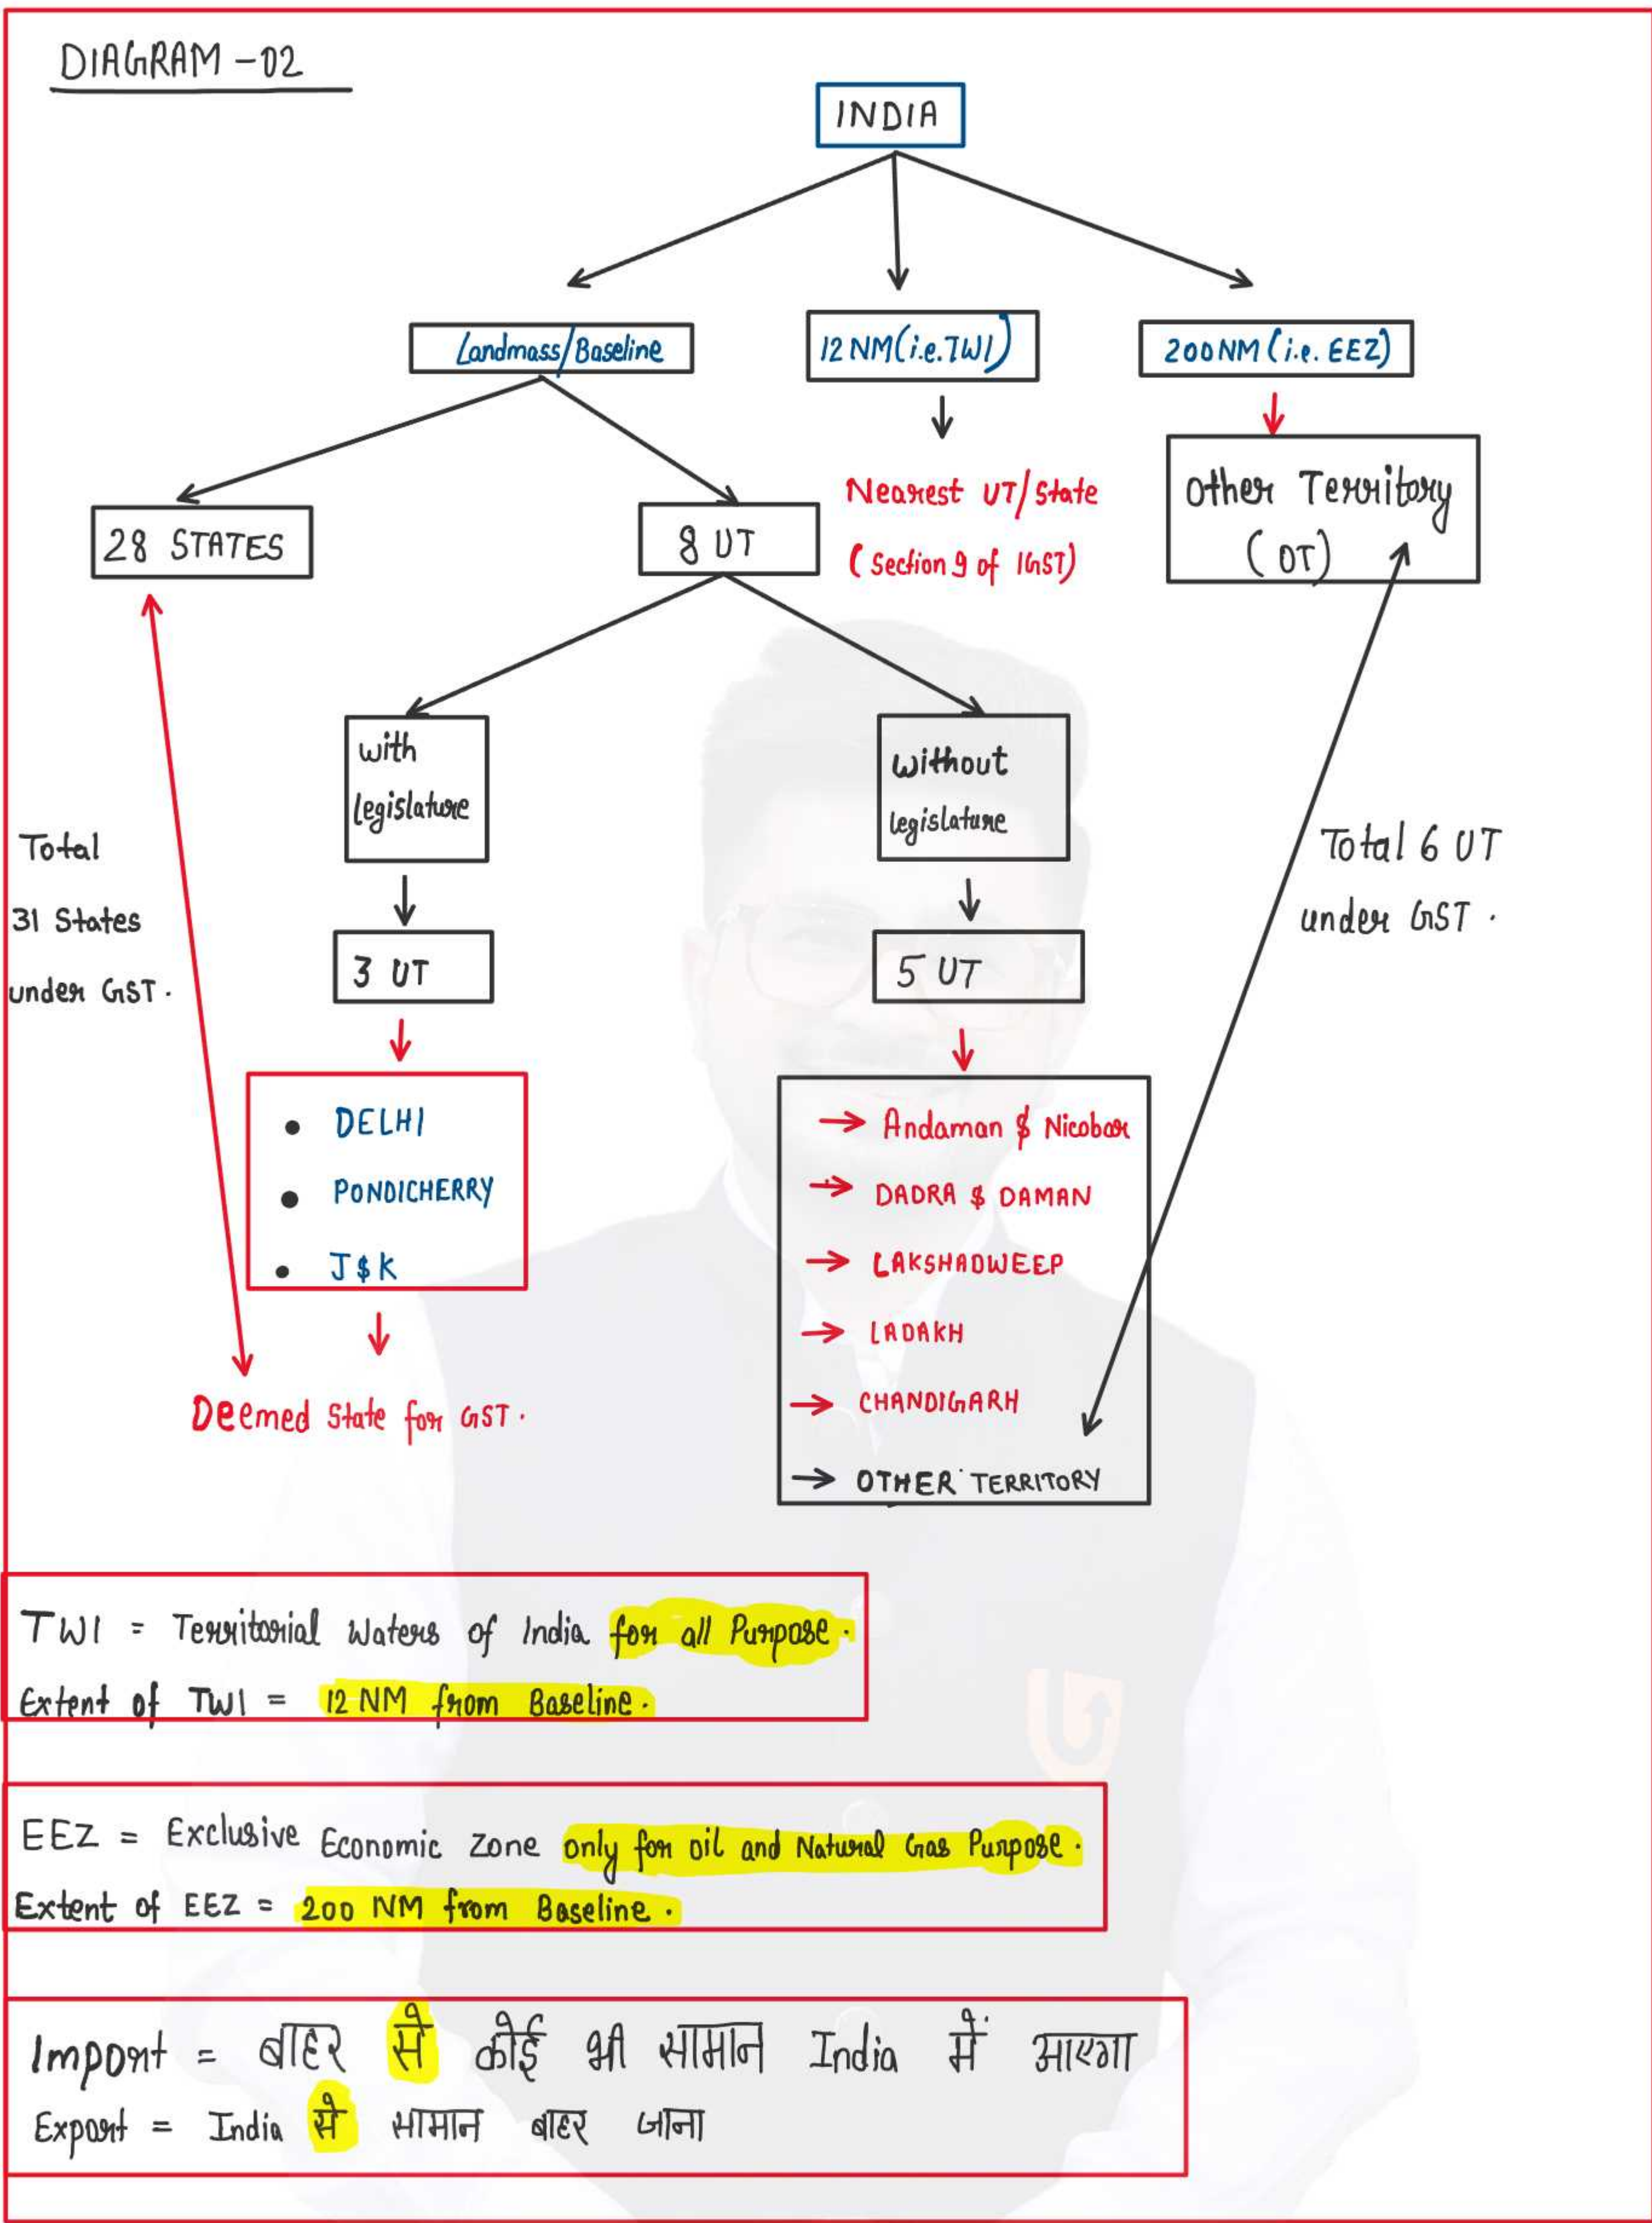 DIAGRAM -02
INDIA
Landmass/Baseline
12 NM (i.e. TWI)
200 NM (i.e. EEZ)
Nearest UT/State
(Section 9 of IGST)
Other Territory
(OT)
28 STATES
8 UT
with
legislature
without
legislature
Total
31 States
under GST.
Total 6 UT
under GST.
3 UT
5 UT
• DELHI
• PONDICHERRY
• J&K
Deemed State for GST.
→ Andaman & Nicobar
→ DADRA & DAMAN
→ LAKSHADWEEP
→ LADAKH
→ CHANDIGARH
→ OTHER TERRITORY
TWI = Territorial Waters of India for all Purpose.
Extent of TWI = 12 NM from Baseline.
EEZ = Exclusive Economic Zone only for Oil and Natural Gas Purpose.
Extent of EEZ = 200 NM from Baseline.
Import = बाहर से कोई भी सामान India में आएगा
Export = India से सामान बाहर जाना